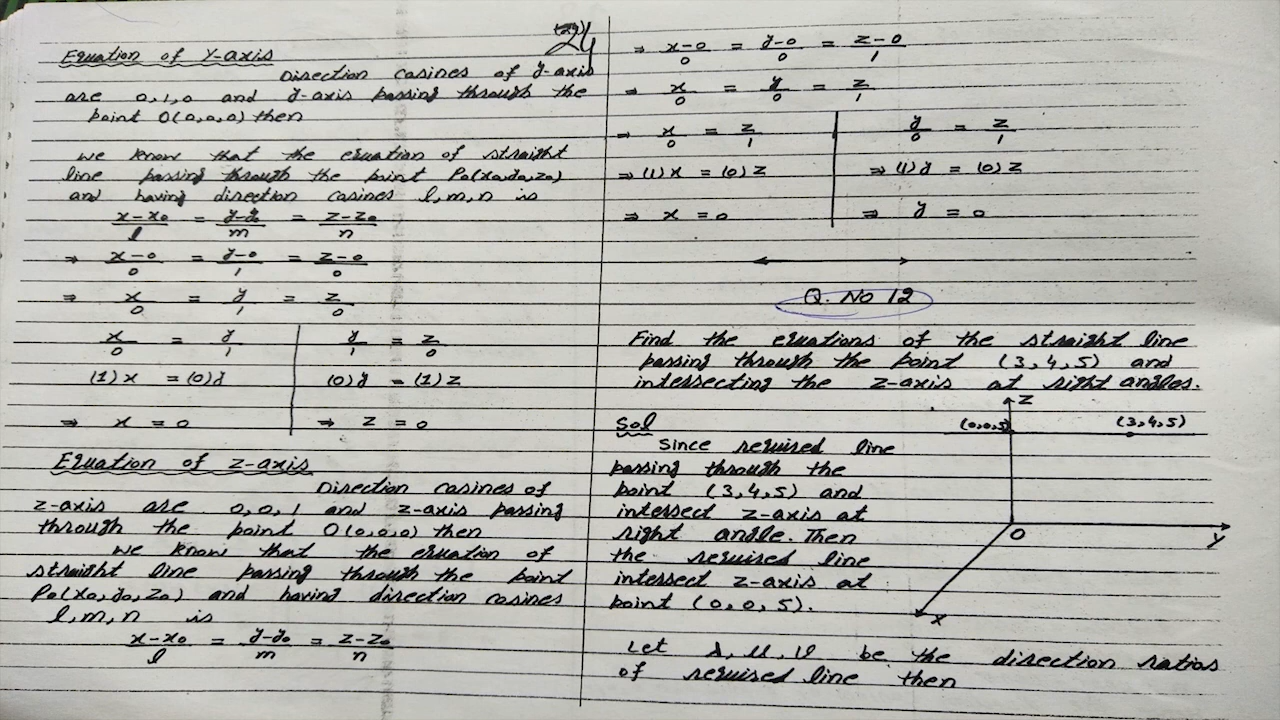 24
Equation of Y-axis
Direction cosines of y-axis
are 0,1,0 and y-axis passing through the
point O(0,0,0) then
we know that the equation of straight
line passing through the point P₀(x₀,y₀,z₀)
and having direction cosines l,m,n is
x-x₀/l = y-y₀/m = z-z₀/n
⇒ x-0/0 = y-0/1 = z-0/0
⇒ x/0 = y/1 = z/0
x/0 = y/1 | y/1 = z/0
(1)x = (0)y | (0)y = (1)z
⇒ x = 0 | ⇒ z = 0
Equation of z-axis
Direction cosines of
z-axis are 0,0,1 and z-axis passing
through the point O(0,0,0) then
we know that the equation of
straight line passing through the point
P₀(x₀,y₀,z₀) and having direction cosines
l,m,n is
x-x₀/l = y-y₀/m = z-z₀/n
⇒ x-0/0 = y-0/0 = z-0/1
⇒ x/0 = y/0 = z/1
⇒ x/0 = z/1 | y/0 = z/1
⇒ (1)x = (0)z | ⇒ (1)y = (0)z
⇒ x = 0 | ⇒ y = 0
Q. No 12
Find the equations of the straight line
passing through the point (3,4,5) and
intersecting the z-axis at right angles.
Sol
Since required line
passing through the
point (3,4,5) and
intersect z-axis at
right angle. Then
the required line
intersect z-axis at
point (0,0,5).
z
(0,0,5)
(3,4,5)
O
y
x
Let λ, μ, ν be the direction ratios
of required line then